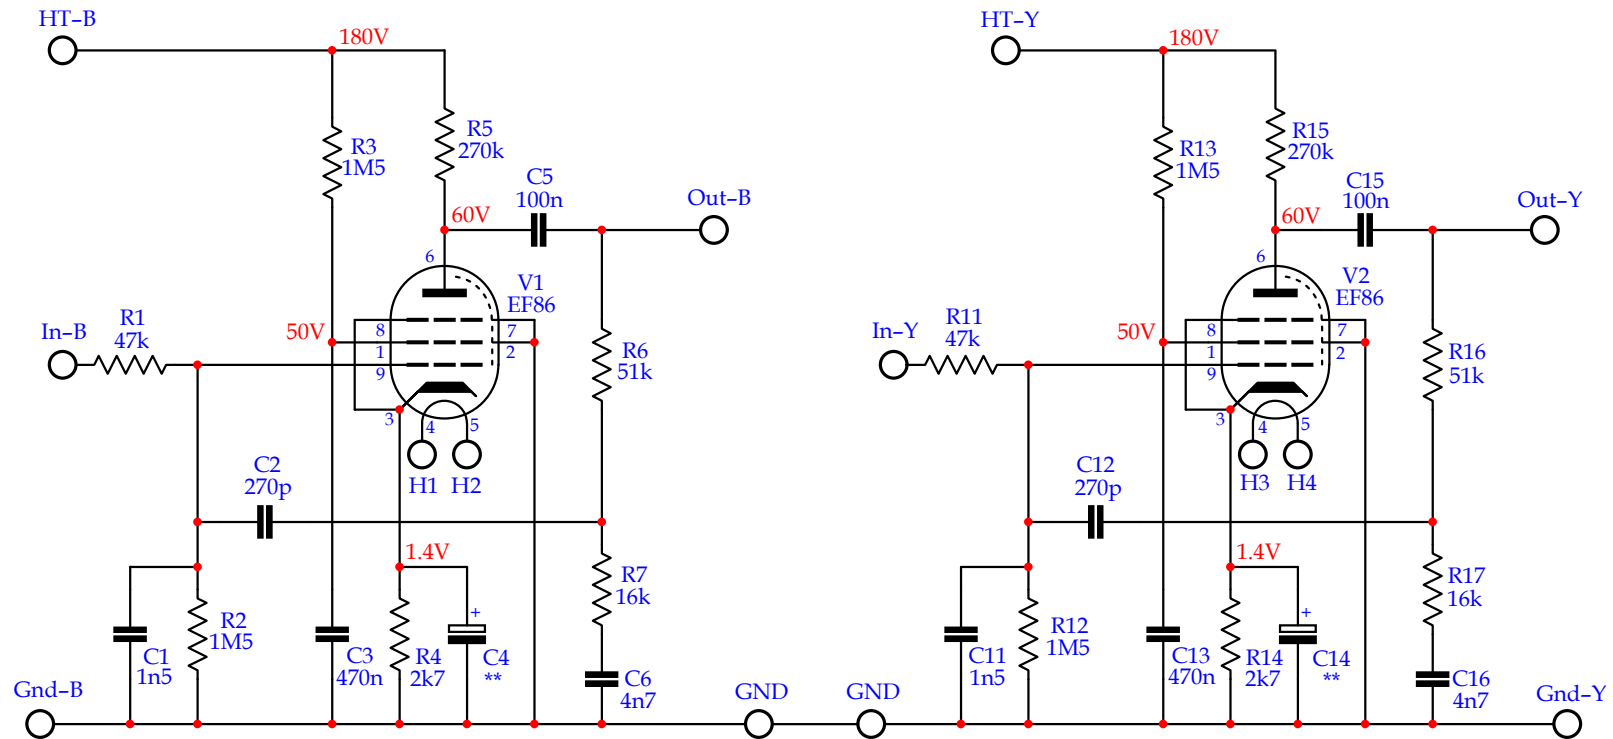 HT-B
180V
R3
1M5
R5
270k
C5
100n
Out-B
60V
6
V1
EF86
50V
8
1
9
7
2
In-B
R1
47k
R6
51k
3
4
5
H1
H2
C2
270p
1.4V
R7
16k
R2
1M5
+
C1
1n5
C3
470n
R4
2k7
C4
**
C6
4n7
Gnd-B
GND
HT-Y
180V
R13
1M5
R15
270k
C15
100n
Out-Y
60V
6
V2
EF86
50V
8
1
9
7
2
In-Y
R11
47k
R16
51k
3
4
5
H3
H4
C12
270p
1.4V
R17
16k
R12
1M5
+
C11
1n5
C13
470n
R14
2k7
C14
**
C16
4n7
GND
Gnd-Y